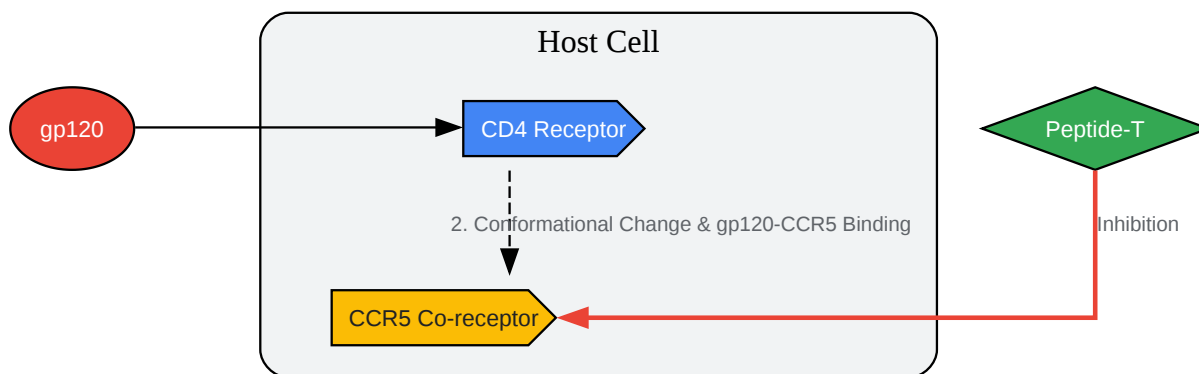 Host Cell
gp120
CD4 Receptor
Peptide-T
2. Conformational Change & gp120-CCR5 Binding
Inhibition
CCR5 Co-receptor